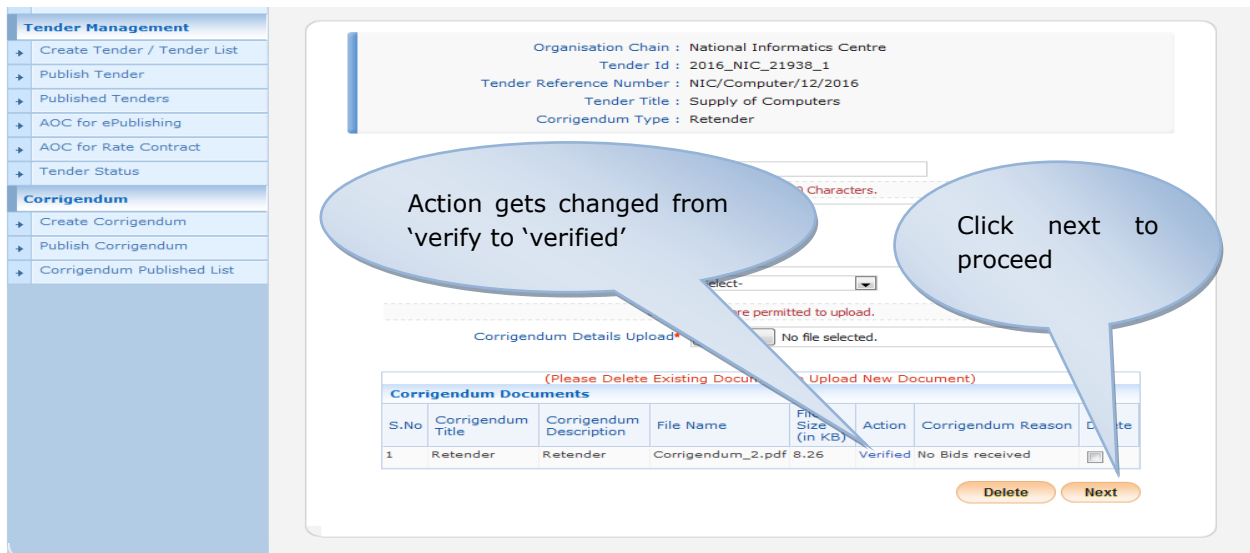 Tender Management
Create Tender / Tender List
Publish Tender
Published Tenders
AOC for ePublishing
AOC for Rate Contract
Tender Status
Corrigendum
Create Corrigendum
Publish Corrigendum
Corrigendum Published List
Organisation Chain : National Informatics Centre
Tender Id : 2016_NIC_21938_1
Tender Reference Number : NIC/Computer/12/2016
Tender Title : Supply of Computers
Corrigendum Type : Retender
Characters.
Action gets changed from
‘verify to ‘verified’
Click next to
proceed
permitted to upload.
Corrigendum Details Upload* No file selected.
(Please Delete Existing Upload New Document)
Corrigendum Documents
S.No Corrigendum Title Corrigendum Description File Name Size (in KB) Action Corrigendum Reason
1 Retender Retender Corrigendum_2.pdf 8.26 Verified No Bids received
Delete Next